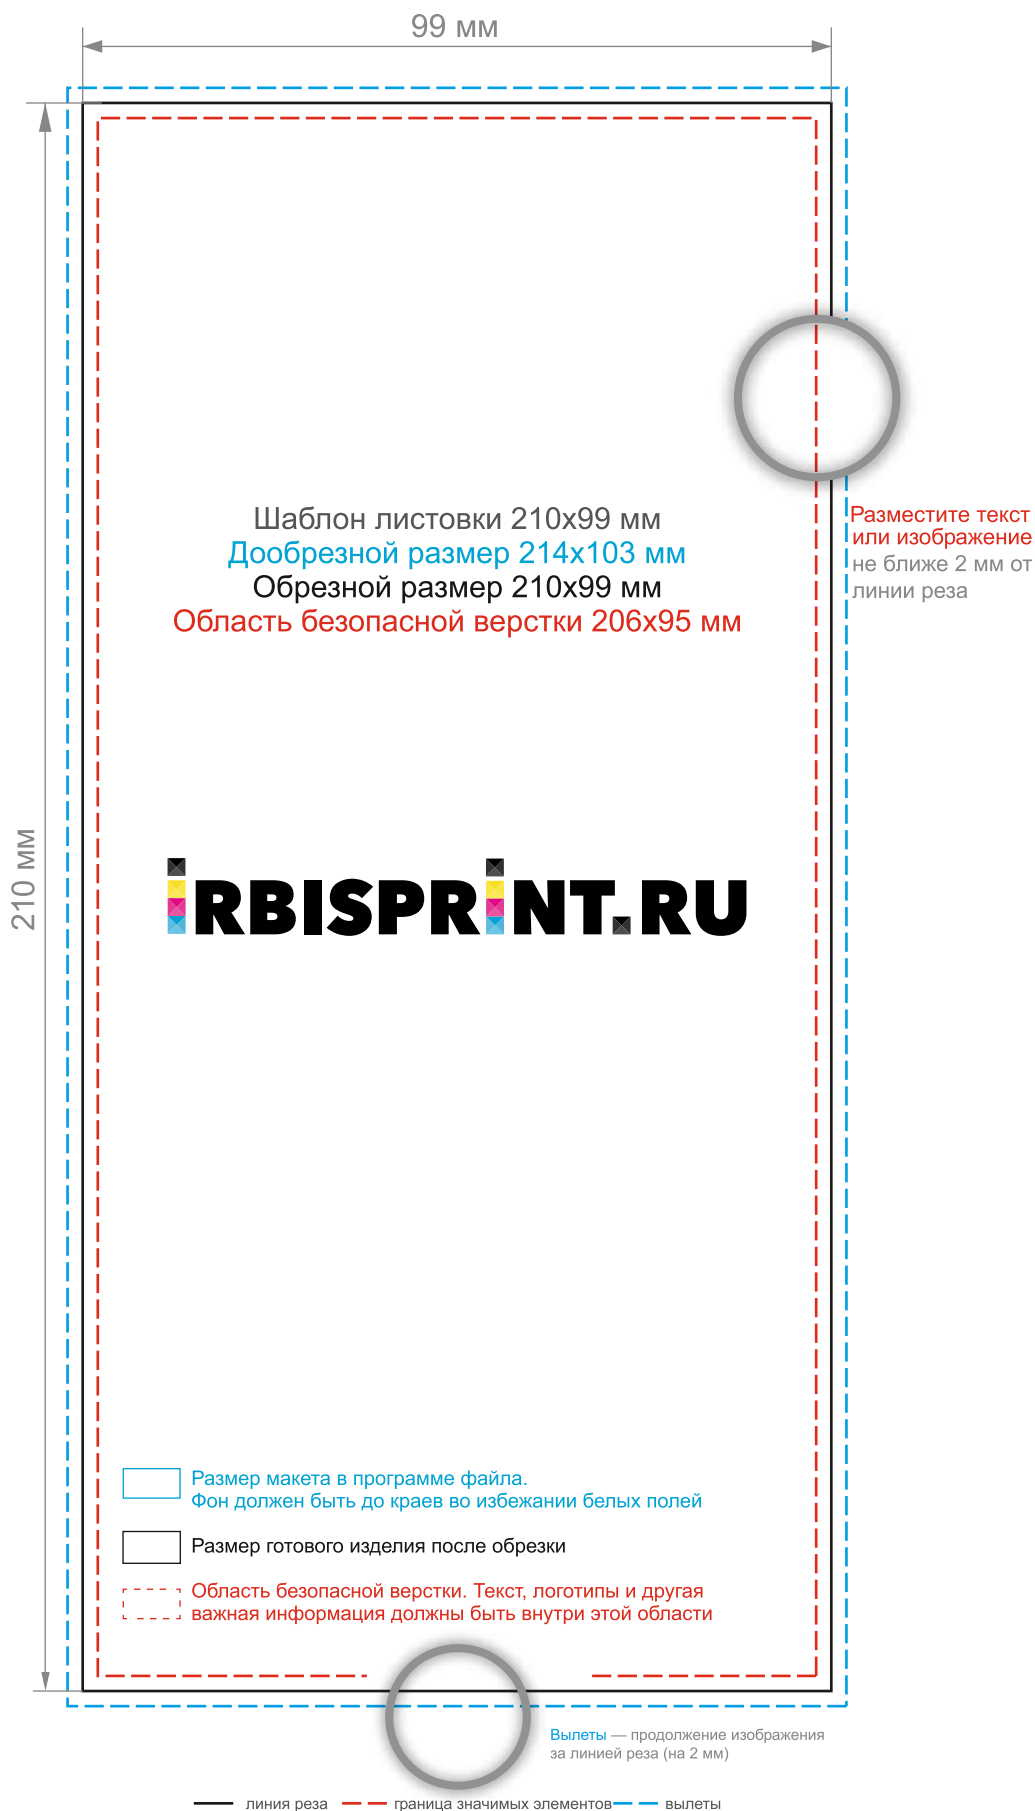 99 мм
Шаблон листовки 210х99 мм
Дообрезной размер 214х103 мм
Обрезной размер 210х99 мм
Область безопасной верстки 206х95 мм
Разместите текст
или изображение
не ближе 2 мм от
линии реза
210 мм
iRBISPRiNT.RU
Размер макета в программе файла.
Фон должен быть до краев во избежании белых полей
Размер готового изделия после обрезки
Область безопасной верстки. Текст, логотипы и другая
важная информация должны быть внутри этой области
Вылеты — продолжение изображения
за линией реза (на 2 мм)
линия реза граница значимых элементов вылеты